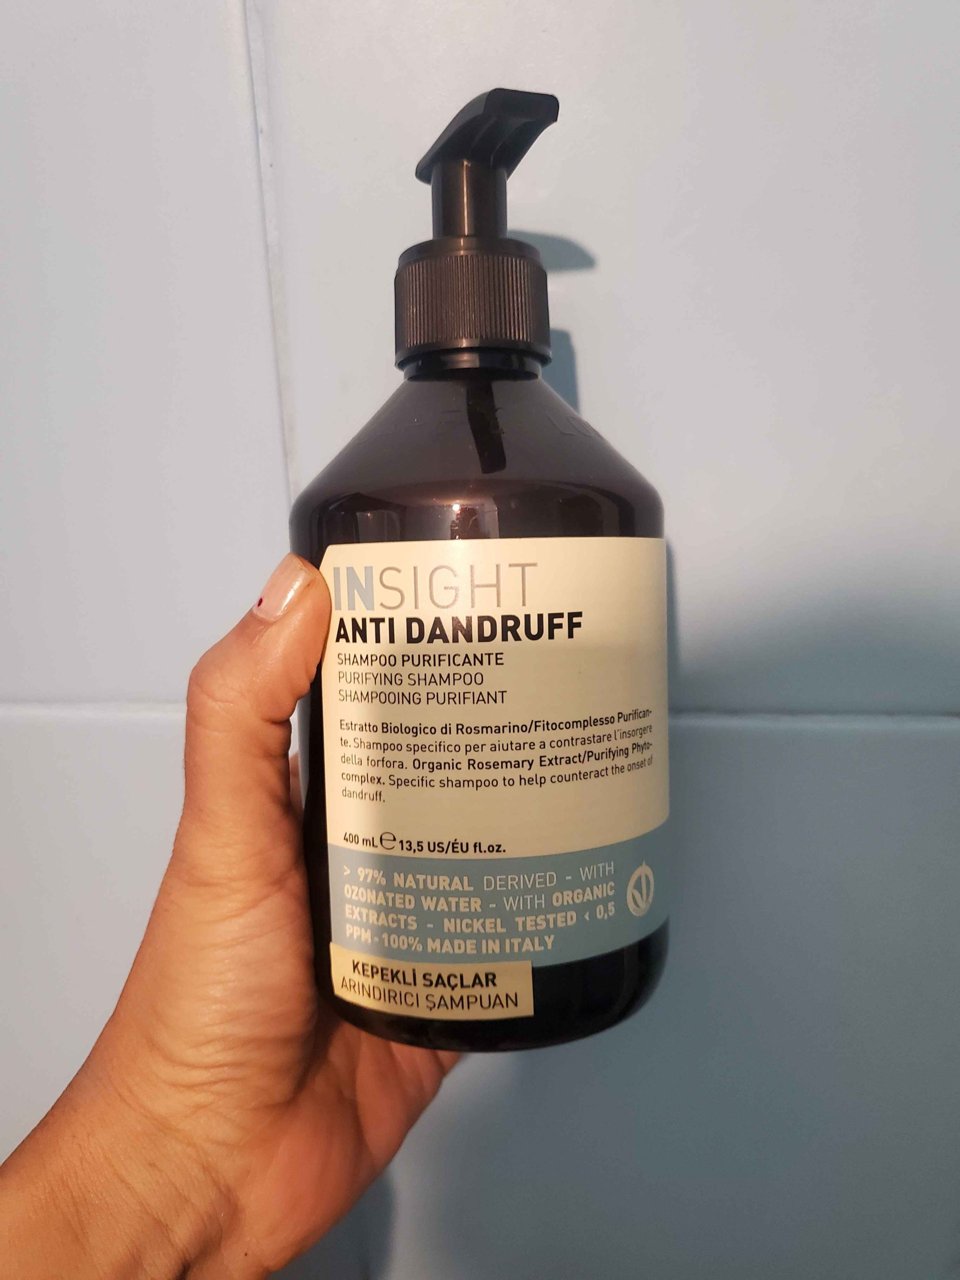 INSIGHT
ANTI DANDRUFF
SHAMPOO PURIFICANTE
PURIFYING SHAMPOO
SHAMPOOING PURIFIANT
Estratto Biologico di Rosmarino/Fitocomplesso Purifican-
te. Shampoo specifico per aiutare a contrastare l'insorgere
della forfora. Organic Rosemary Extract/Purifying Phyto-
complex. Specific shampoo to help counteract the onset of
dandruff.
400 mL e 13,5 US/ÉU fl.oz.
> 97% NATURAL DERIVED - WITH
OZONATED WATER - WITH ORGANIC
EXTRACTS - NICKEL TESTED < 0,5
PPM - 100% MADE IN ITALY
KEPEKLİ SAÇLAR
ARINDIRICI ŞAMPUAN